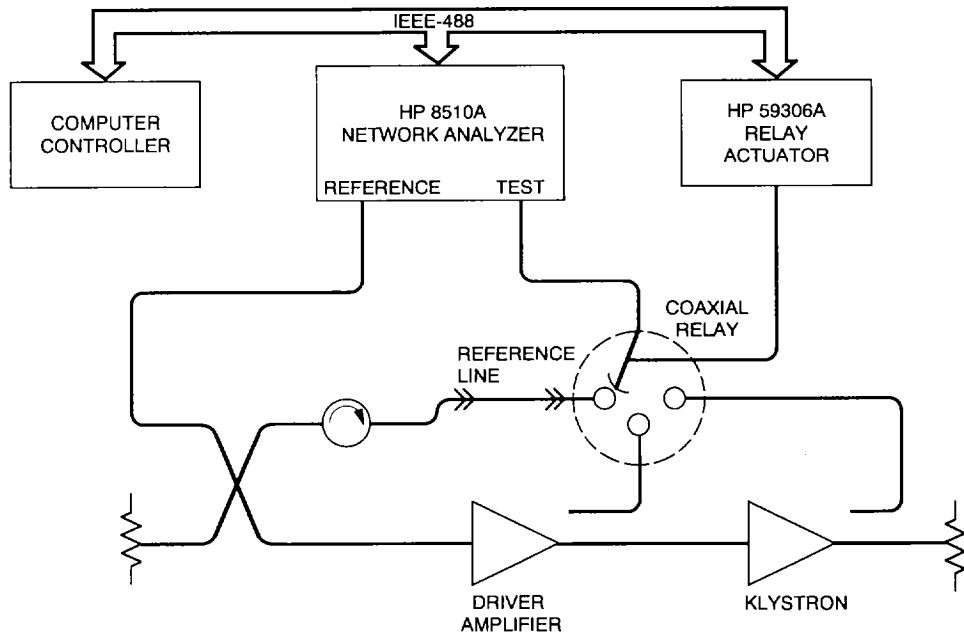 IEEE-488
COMPUTER
CONTROLLER
HP 8510A
NETWORK ANALYZER
REFERENCE TEST
HP 59306A
RELAY
ACTUATOR
COAXIAL
RELAY
REFERENCE
LINE
DRIVER
AMPLIFIER
KLYSTRON